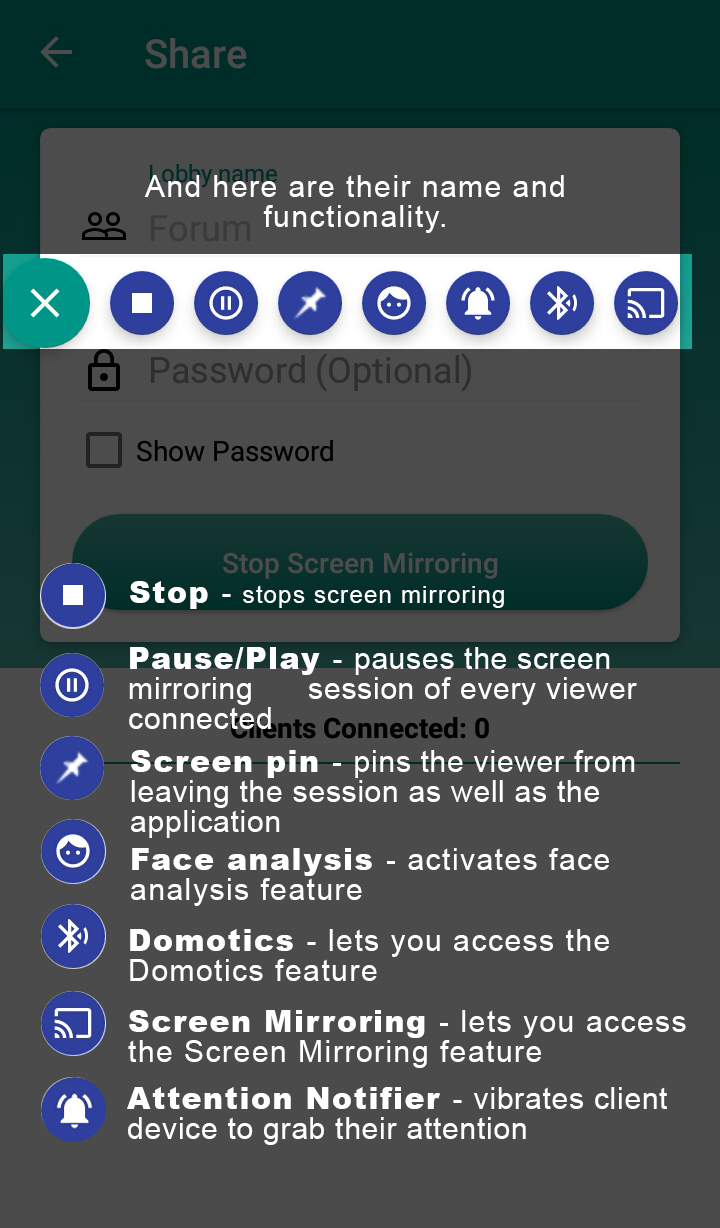 Share
Lobby name
And here are their name and
functionality.
Forum
Password (Optional)
Show Password
Stop Screen Mirroring
Stop - stops screen mirroring
Pause/Play - pauses the screen
mirroring session of every viewer
connected
Clients Connected: 0
Screen pin - pins the viewer from
leaving the session as well as the
application
Face analysis - activates face
analysis feature
Domotics - lets you access the
Domotics feature
Screen Mirroring - lets you access
the Screen Mirroring feature
Attention Notifier - vibrates client
device to grab their attention